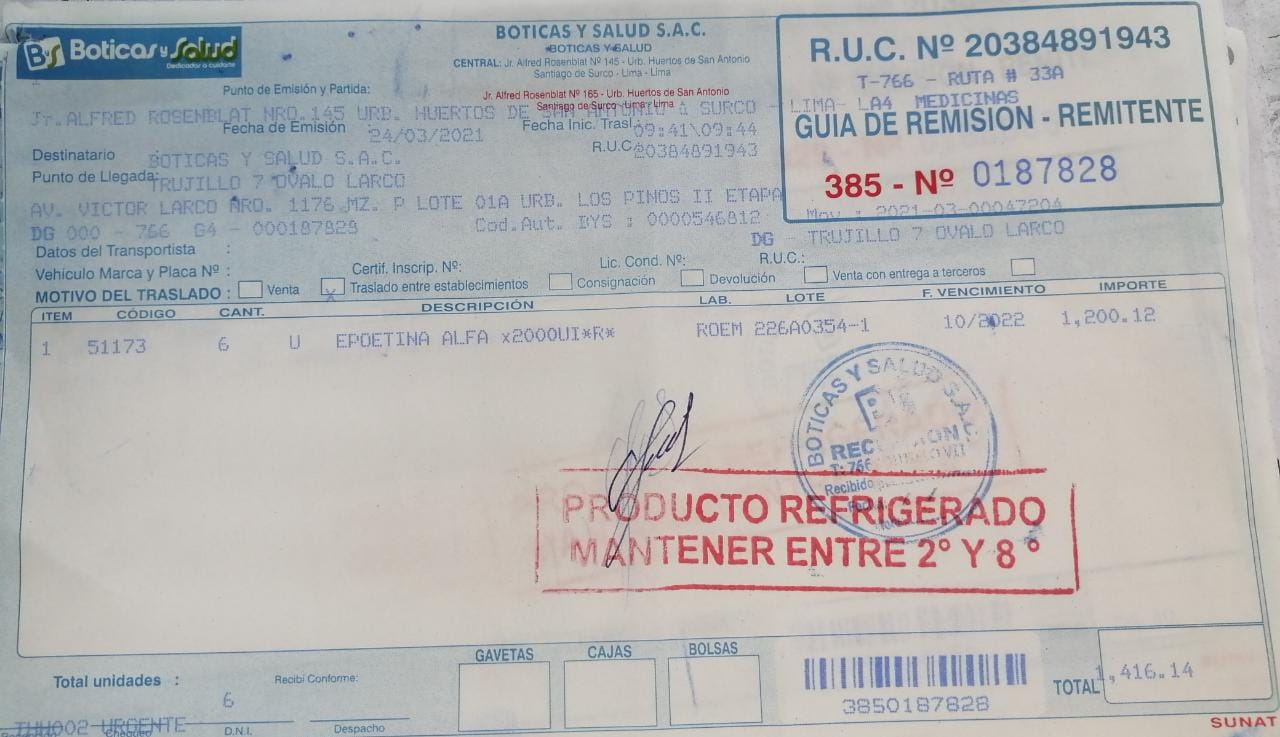 ByS Boticas y Salud
Dedicados a cuidarte
BOTICAS Y SALUD S.A.C.
BOTICAS Y SALUD
CENTRAL: Jr. Alfred Rosenblat Nº 145 - Urb. Huertos de San Antonio
Santiago de Surco - Lima - Lima
Jr. Alfred Rosenblat Nº 165 - Urb. Huertos de San Antonio
Santiago de Surco - Lima - Lima
R.U.C. Nº 20384891943
T-766 - RUTA # 33A
LA4 MEDICINAS
GUIA DE REMISIÓN - REMITENTE
385 - Nº 0187828
Punto de Emisión y Partida:
Jr.ALFRED ROSENBLAT NRO.145 URB. HUERTOS DE SAN ANTONIO SURCO - LIMA-
Fecha de Emisión 24/03/2021 Fecha Inic. Trasl 09:41\09:44
Destinatario BOTICAS Y SALUD S.A.C. R.U.C 20384891943
Punto de Llegada: TRUJILLO 7 OVALO LARCO
AV. VICTOR LARCO NRO. 1176 MZ. P LOTE 01A URB. LOS PINOS II ETAPA Mov : 2021-03-00047204
DG 000 - 766 G4 - 000187828 Cod.Aut. DYS : 0000546812 DG - TRUJILLO 7 OVALO LARCO
Datos del Transportista :
Vehículo Marca y Placa Nº : Certif. Inscrip. Nº: Lic. Cond. Nº: R.U.C.:
MOTIVO DEL TRASLADO : Venta X Traslado entre establecimientos Consignación Devolución Venta con entrega a terceros
ITEM CÓDIGO CANT. DESCRIPCIÓN LAB. LOTE F. VENCIMIENTO IMPORTE
1 51173 6 U EPOETINA ALFA x2000UI*R* ROEM 226A0354-1 10/2022 1,200.12
BOTICAS Y SALUD S.A.C.
T: 766
Recibido
PRODUCTO REFRIGERADO
MANTENER ENTRE 2º Y 8º
GAVETAS CAJAS BOLSAS
Total unidades : 6 Recibí Conforme:
3850187828
TOTAL 1,416.14
URGENTE
Chequeo D.N.I. Despacho
SUNAT